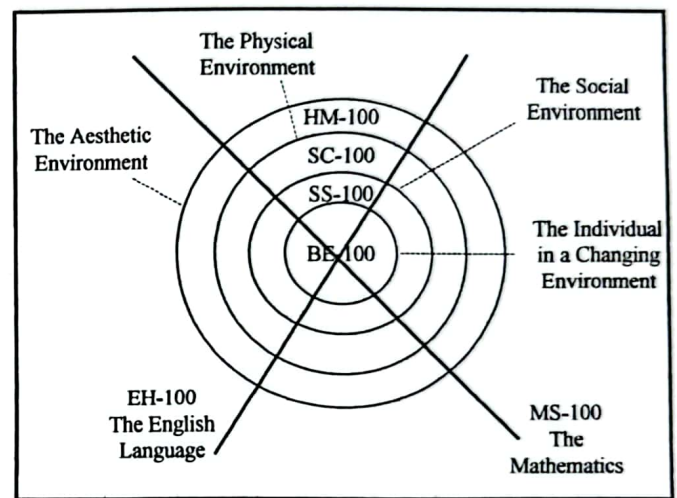 The Physical
Environment
The Social
Environment
HM-100
The Aesthetic
Environment
SC-100
SS-100
The Individual
in a Changing
Environment
BE-100
EH-100
The English
Language
MS-100
The
Mathematics